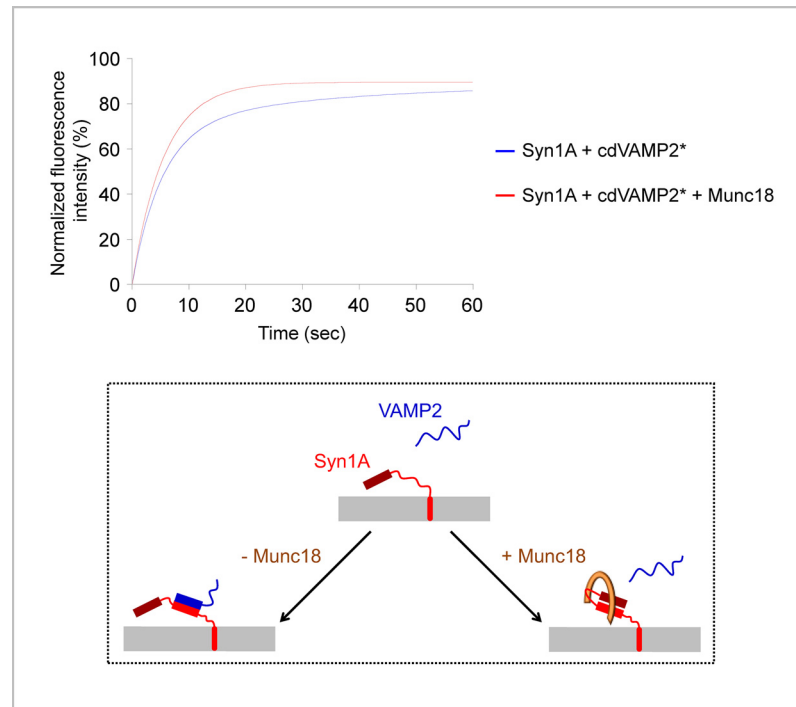 Normalized fluorescence
intensity (%)
100
80
60
40
20
0
0 10 20 30 40 50 60
Time (sec)
Syn1A + cdVAMP2*
Syn1A + cdVAMP2* + Munc18
VAMP2
Syn1A
- Munc18
+ Munc18